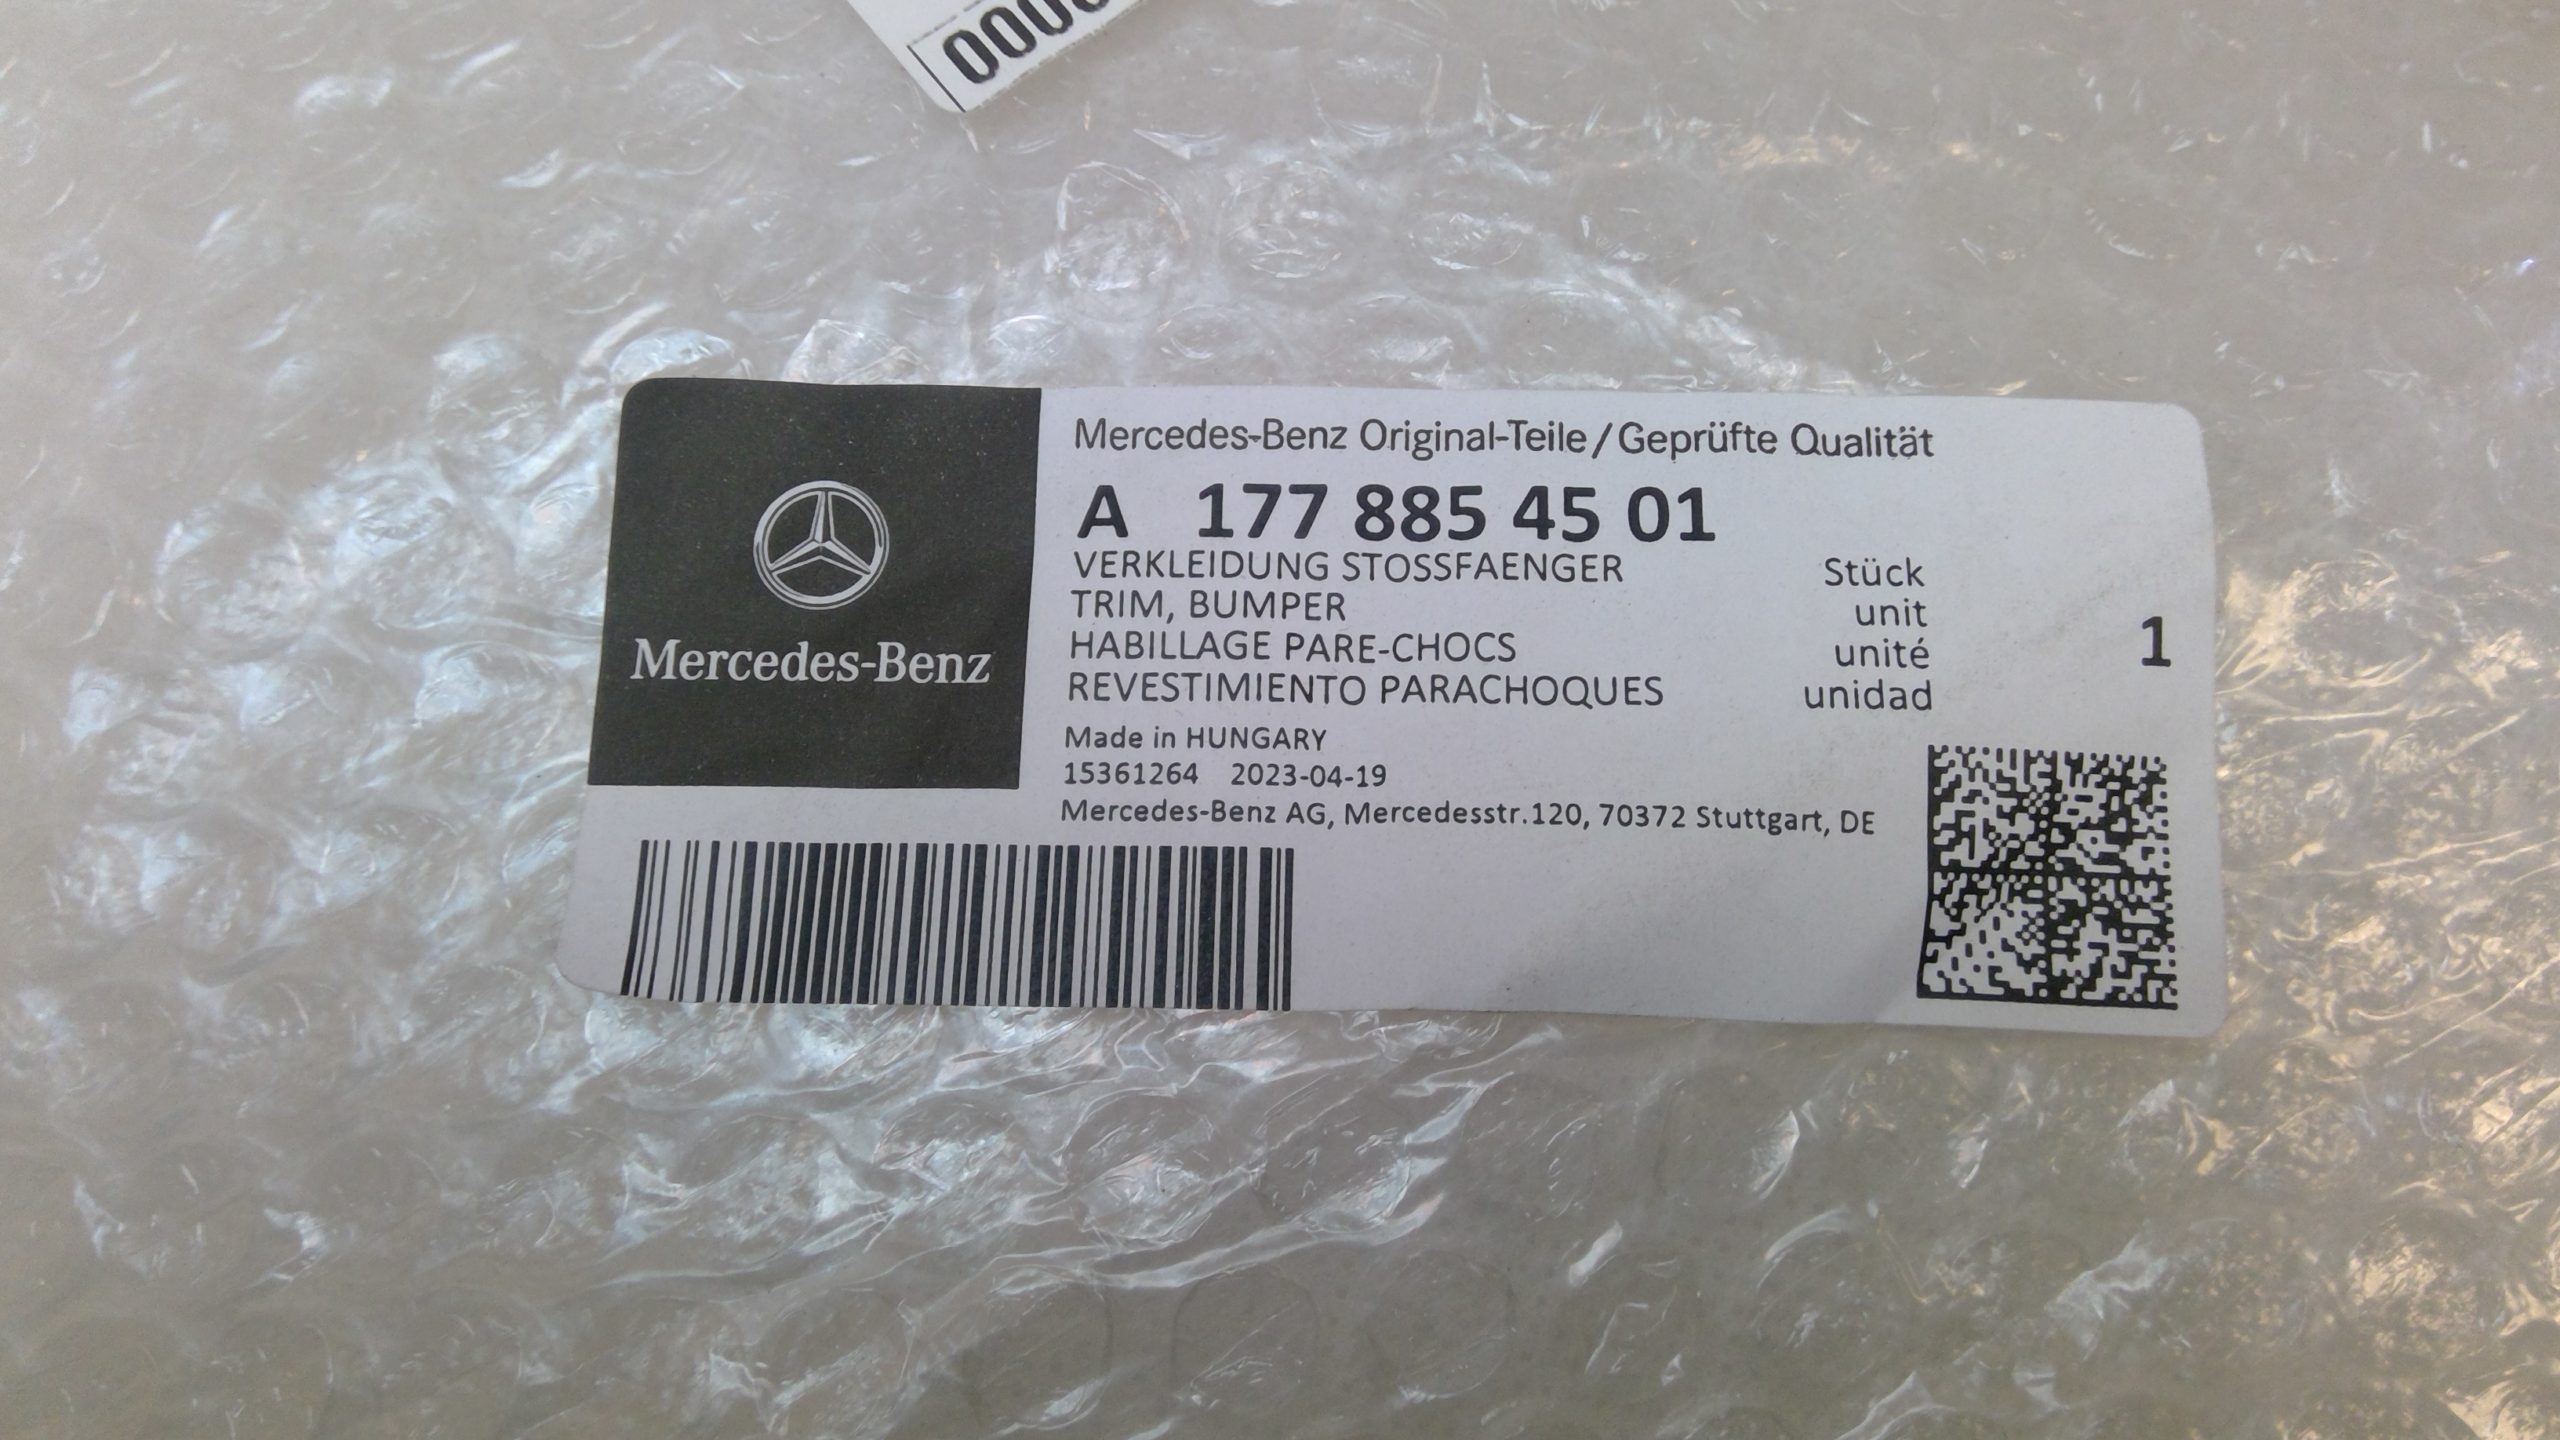 000
Mercedes-Benz
Mercedes-Benz Original-Teile/Geprüfte Qualität
A 177 885 45 01
VERKLEIDUNG STOSSFAENGER Stück
TRIM, BUMPER unit
HABILLAGE PARE-CHOCS unité
REVESTIMIENTO PARACHOQUES unidad
1
Made in HUNGARY
15361264 2023-04-19
Mercedes-Benz AG, Mercedesstr.120, 70372 Stuttgart, DE